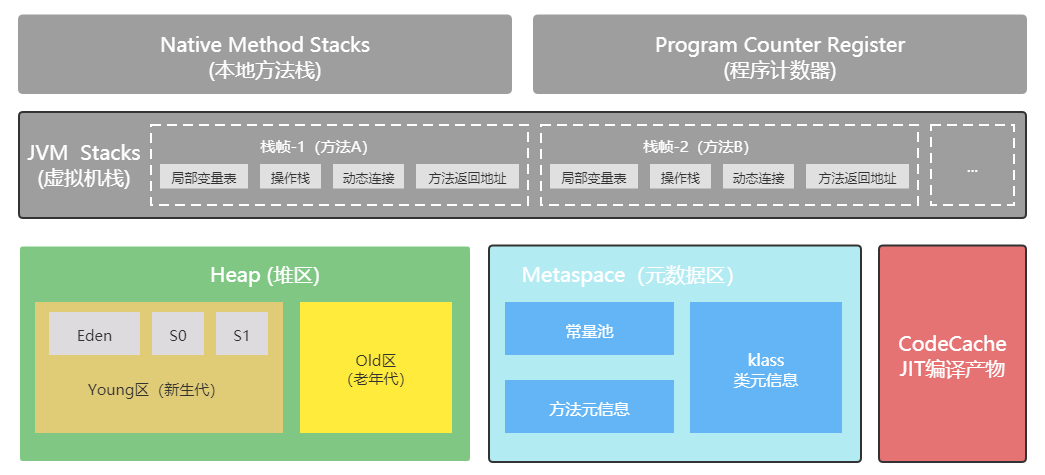 Native Method Stacks
(本地方法栈)
Program Counter Register
(程序计数器)
JVM Stacks
(虚拟机栈)
栈帧-1（方法A）
局部变量表
操作栈
动态连接
方法返回地址
栈帧-2（方法B）
局部变量表
操作栈
动态连接
方法返回地址
...
Heap (堆区)
Eden
S0
S1
Young区（新生代）
Old区
(老年代)
Metaspace（元数据区）
常量池
方法元信息
klass
类元信息
CodeCache
JIT编译产物